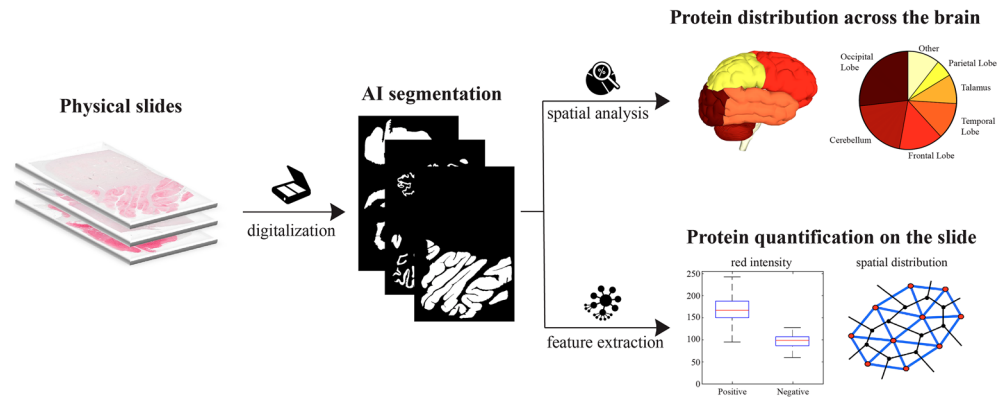 Physical slides
digitalization
AI segmentation
spatial analysis
feature extraction
Protein distribution across the brain
Occipital
Lobe
Other
Parietal Lobe
Talamus
Temporal
Lobe
Cerebellum
Frontal Lobe
Protein quantification on the slide
red intensity
250
200
150
100
50
0
Positive
Negative
spatial distribution